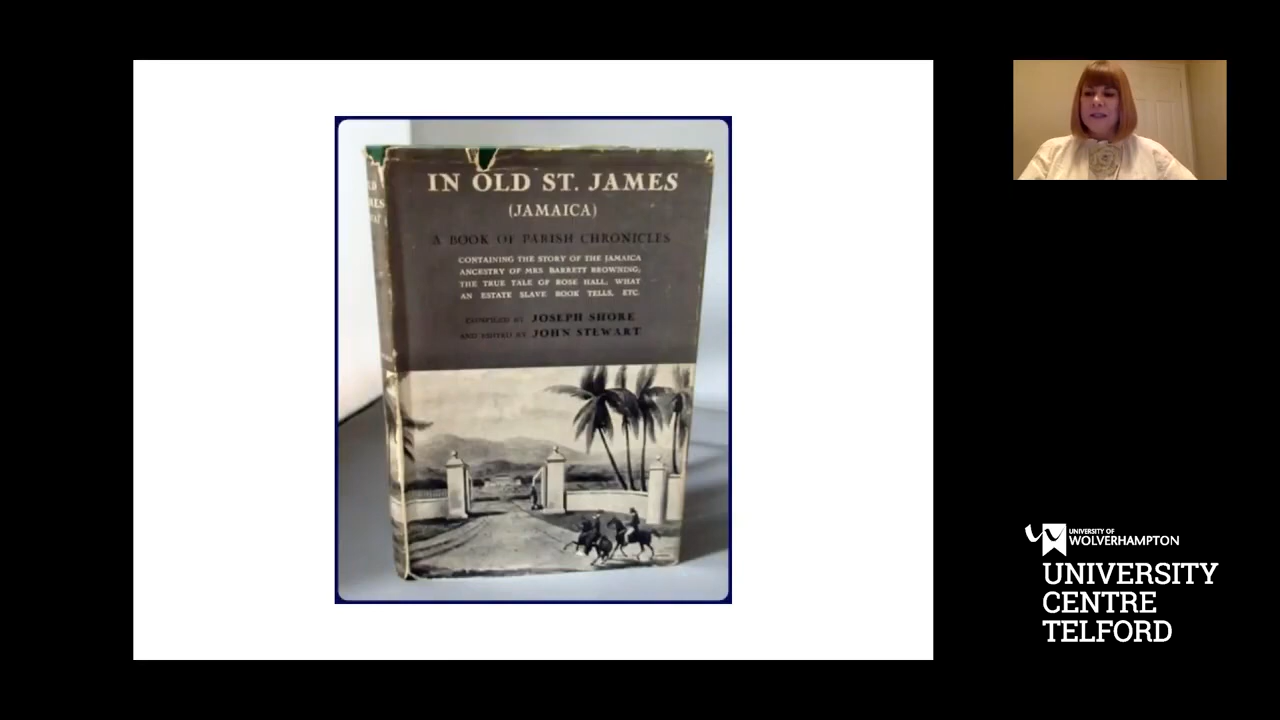 IN OLD ST. JAMES
(JAMAICA)
A BOOK OF PARISH CHRONICLES
CONTAINING THE STORY OF THE JAMAICA
ANCESTRY OF MRS BARRETT BROWNING;
THE TRUE TALE OF ROSE HALL, WHAT
AN ESTATE SLAVE BOOK TELLS, ETC.
COMPILED BY JOSEPH SHORE
AND EDITED BY JOHN STEWART
UNIVERSITY OF
WOLVERHAMPTON
UNIVERSITY
CENTRE
TELFORD